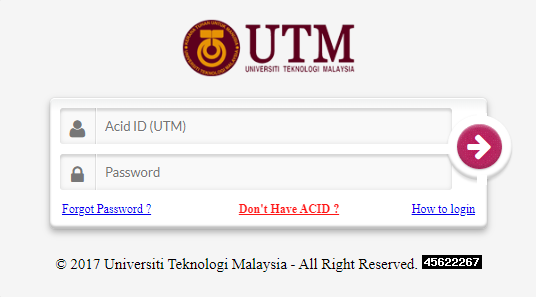 UTM
UNIVERSITI TEKNOLOGI MALAYSIA
Acid ID (UTM)
Password
Forgot Password ?
Don't Have ACID ?
How to login
© 2017 Universiti Teknologi Malaysia - All Right Reserved. 45622267